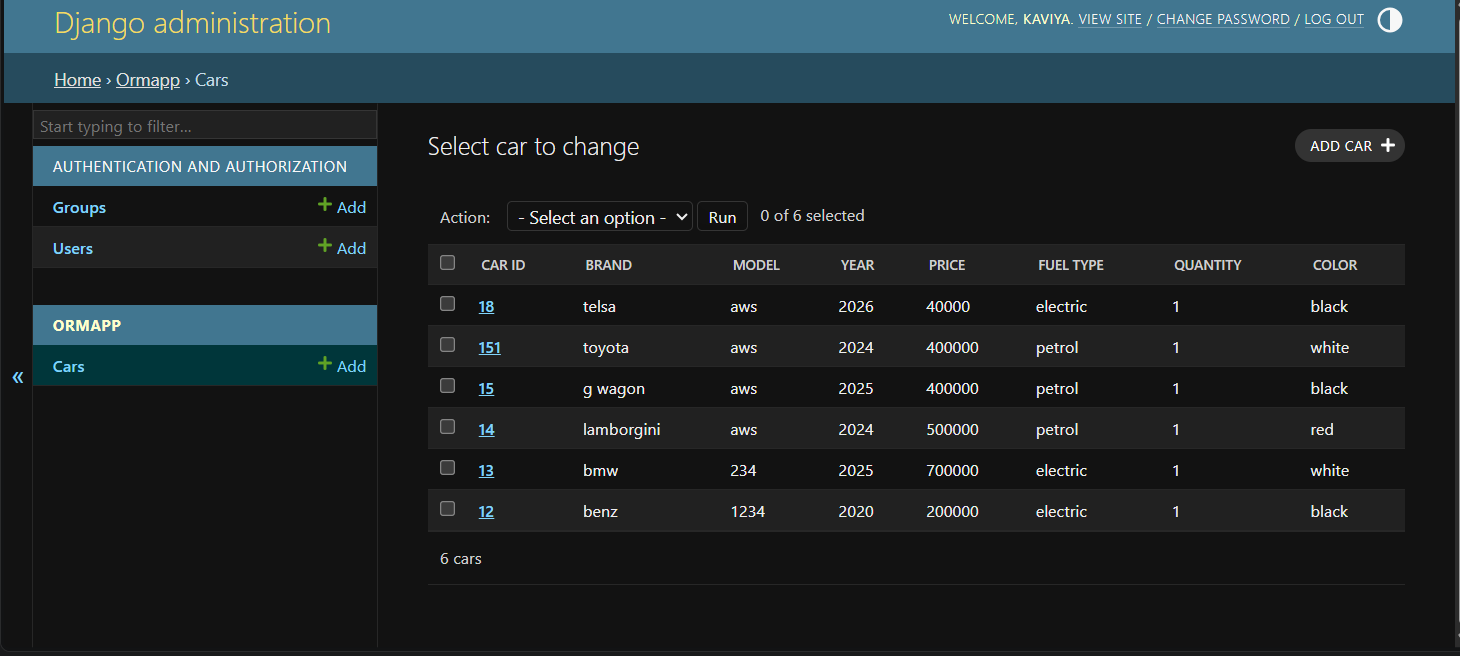 Django administration
WELCOME, KAVIYA. VIEW SITE / CHANGE PASSWORD / LOG OUT
Home › Ormapp › Cars
Start typing to filter...
AUTHENTICATION AND AUTHORIZATION
Groups + Add
Users + Add
ORMAPP
Cars + Add
«
Select car to change
ADD CAR +
Action: - Select an option - Run 0 of 6 selected
CAR ID BRAND MODEL YEAR PRICE FUEL TYPE QUANTITY COLOR
18 telsa aws 2026 40000 electric 1 black
151 toyota aws 2024 400000 petrol 1 white
15 g wagon aws 2025 400000 petrol 1 black
14 lamborgini aws 2024 500000 petrol 1 red
13 bmw 234 2025 700000 electric 1 white
12 benz 1234 2020 200000 electric 1 black
6 cars